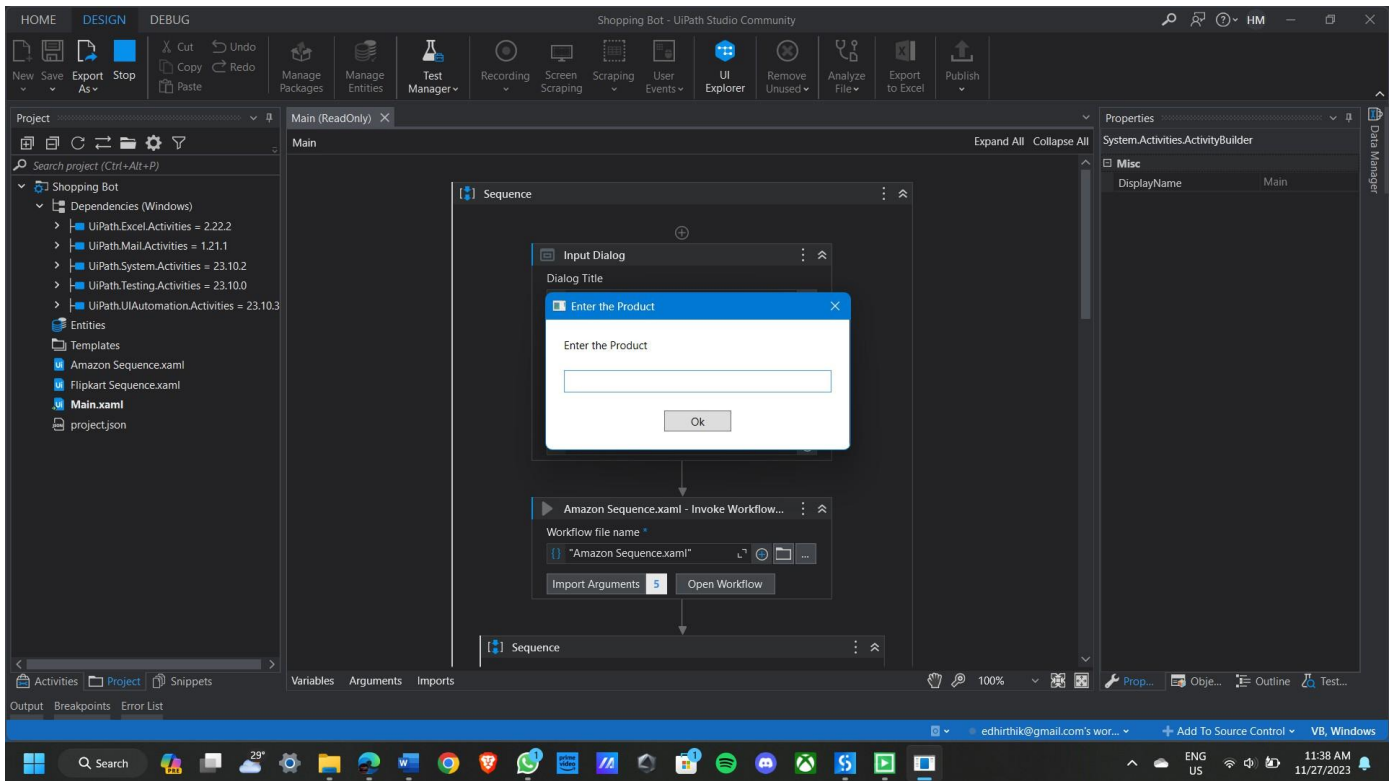 HOME DESIGN DEBUG Shopping Bot - UiPath Studio Community HM
Cut Undo
Copy Redo
Paste
New Save Export As Stop Manage Packages Manage Entities Test Manager Recording Screen Scraping Scraping User Events UI Explorer Remove Unused Analyze File Export to Excel Publish
Project
Search project (Ctrl+Alt+P)
Shopping Bot
Dependencies (Windows)
UiPath.Excel.Activities = 2.22.2
UiPath.Mail.Activities = 1.21.1
UiPath.System.Activities = 23.10.2
UiPath.Testing.Activities = 23.10.0
UiPath.UIAutomation.Activities = 23.10.3
Entities
Templates
Amazon Sequence.xaml
Flipkart Sequence.xaml
Main.xaml
project.json
Main (ReadOnly)
Main Expand All Collapse All
Sequence
Input Dialog
Dialog Title
Enter the Product
Enter the Product
Ok
Amazon Sequence.xaml - Invoke Workflow...
Workflow file name *
"Amazon Sequence.xaml"
Import Arguments 5 Open Workflow
Sequence
Properties
System.Activities.ActivityBuilder
Misc
DisplayName Main
Data Manager
Activities Project Snippets Variables Arguments Imports 100% Prop... Obje... Outline Test...
Output Breakpoints Error List
edhirthik@gmail.com's wor... Add To Source Control VB, Windows
Search PRE 29° 1 prime video 1 ENG US 11:38 AM 11/27/2023